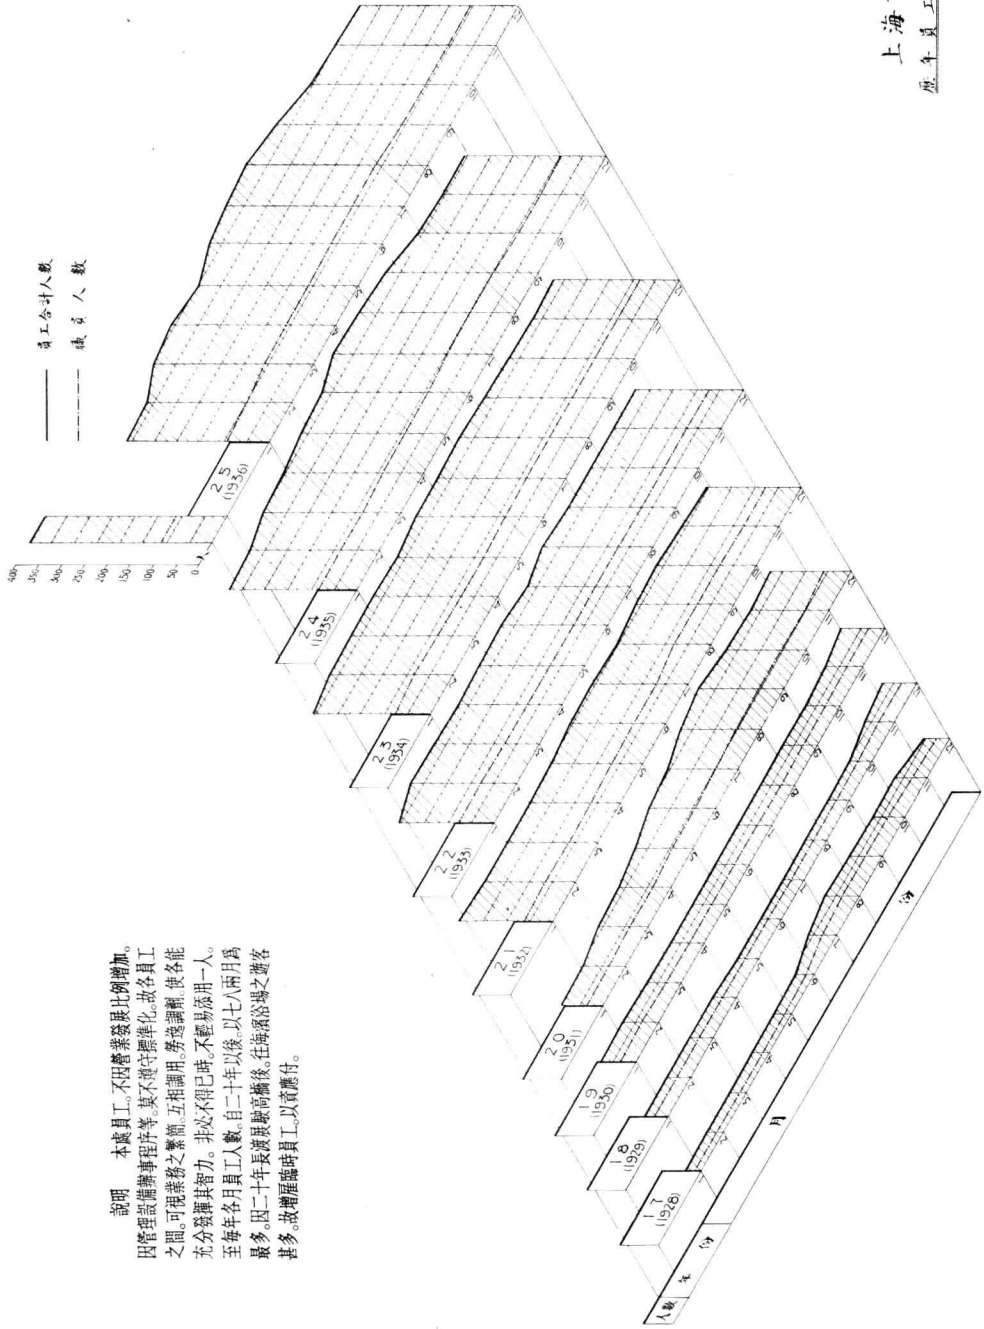 上海
歷年員工
員工合計人數
職員人數
400
350
300
250
200
150
100
50
0
人
25
(1936)
24
(1935)
23
(1934)
22
(1933)
21
(1932)
20
(1931)
19
(1930)
18
(1929)
17
(1928)
人數
年
份
月
份
說明　本處員工。不因營業發展比例增加。
因管理設備辦事程序等。莫不遵守標準化。故各員工
之間。可視業務之繁簡。互相調用。勞逸調劑。使各能
充分發揮其智力。非必不得已時。不輕易添用一人。
至每年各月員工人數。自二十年以後。以七八兩月爲
最多。因二十年長渡展駛高橋後。往海濱浴場之遊客
甚多。故增雇臨時員工。以資應付。